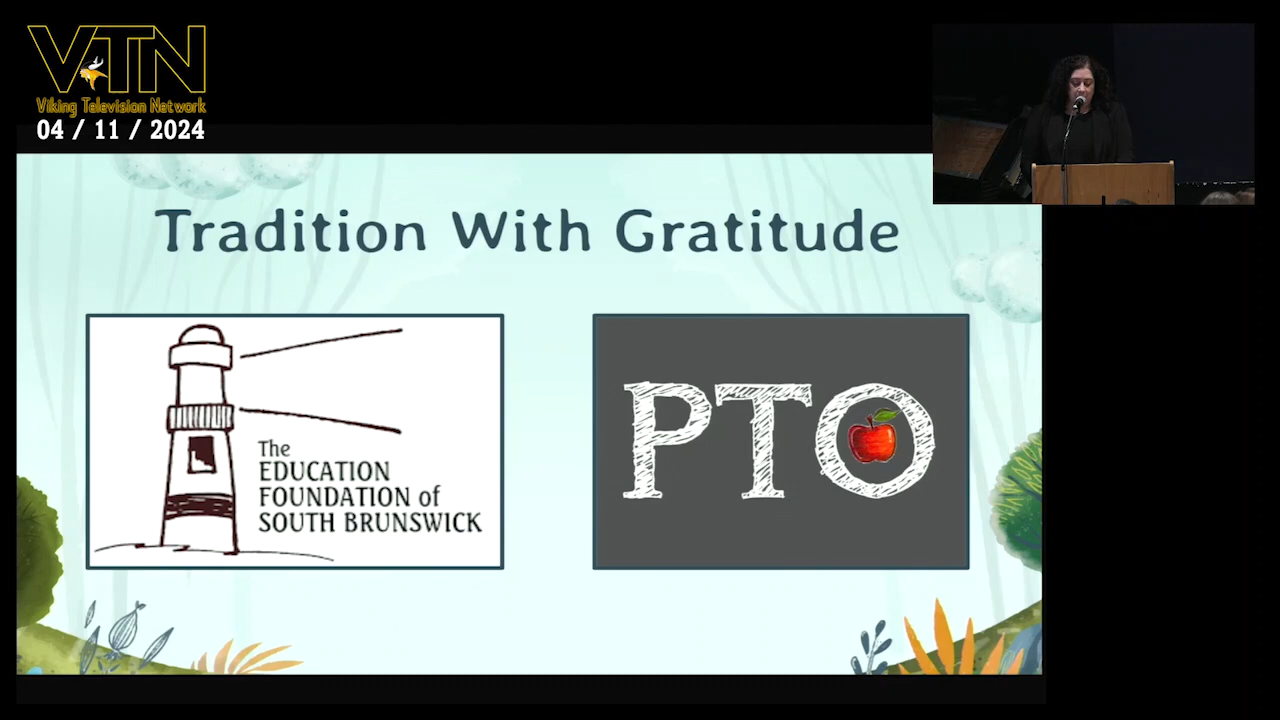 VTN
Viking Television Network
04 / 11 / 2024
Tradition With Gratitude
The
EDUCATION
FOUNDATION of
SOUTH BRUNSWICK
PTO